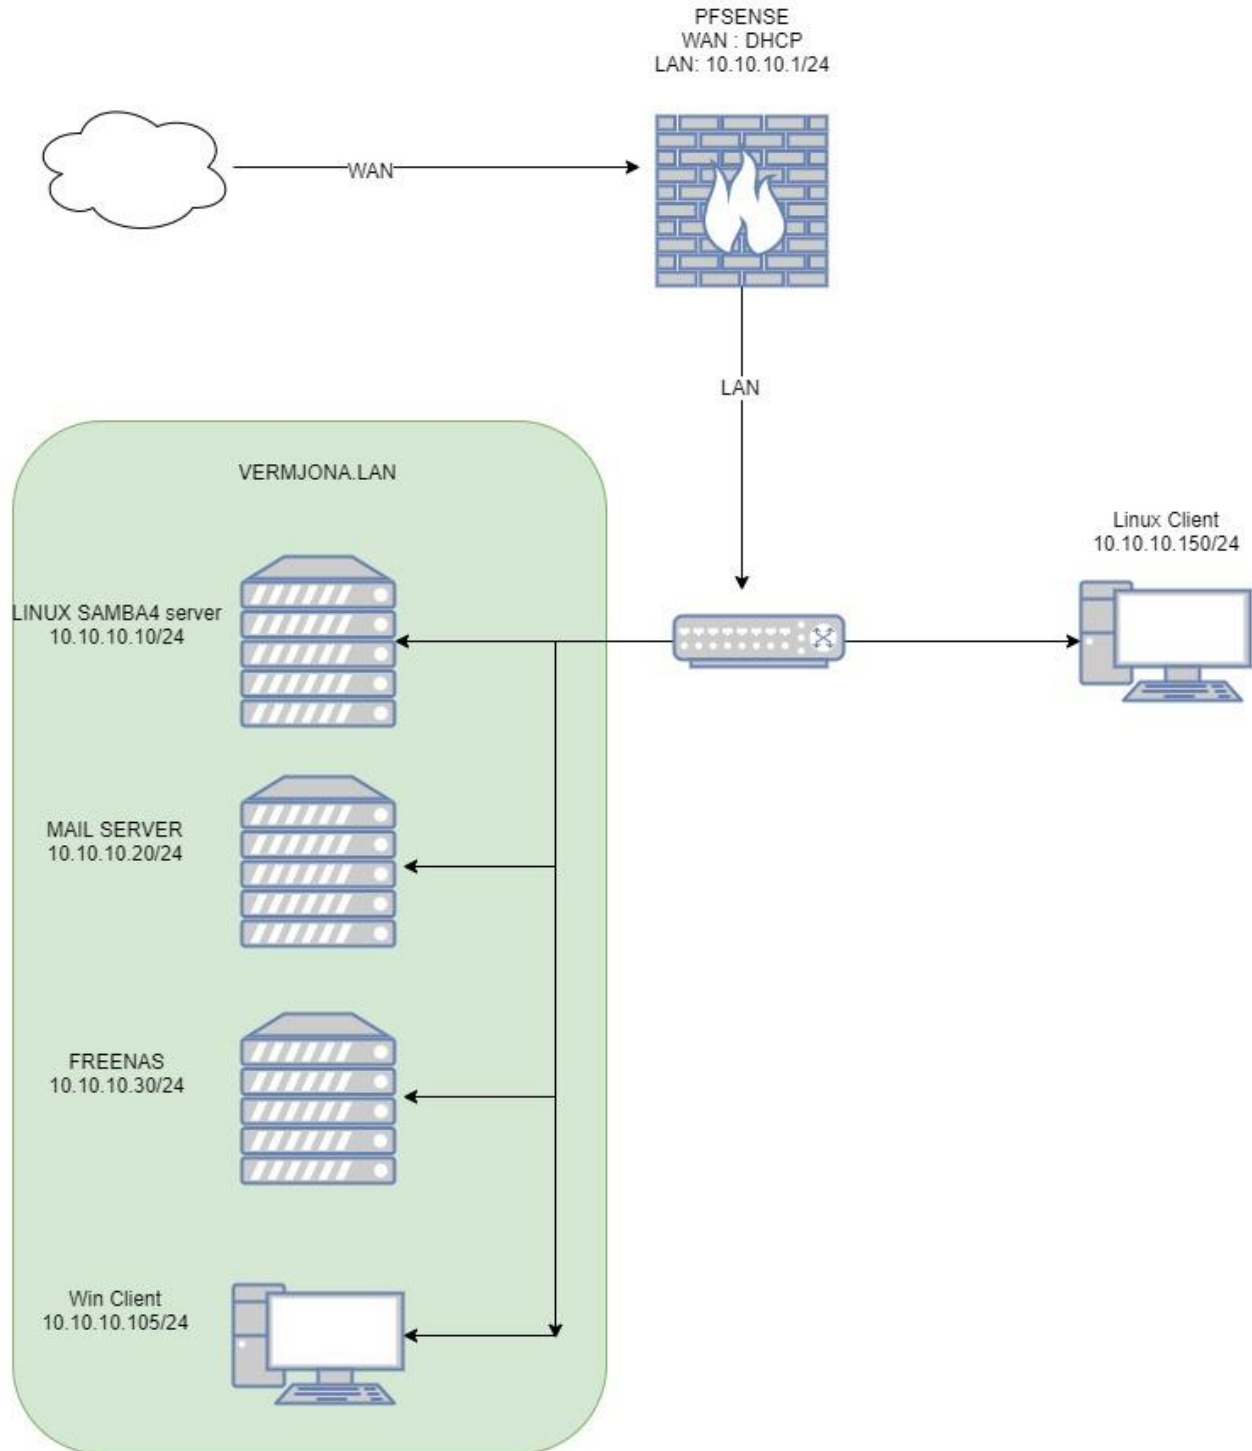 PFSENSE
WAN : DHCP
LAN: 10.10.10.1/24
WAN
LAN
VERMJONA.LAN
Linux Client
10.10.10.150/24
LINUX SAMBA4 server
10.10.10.10/24
MAIL SERVER
10.10.10.20/24
FREENAS
10.10.10.30/24
Win Client
10.10.10.105/24